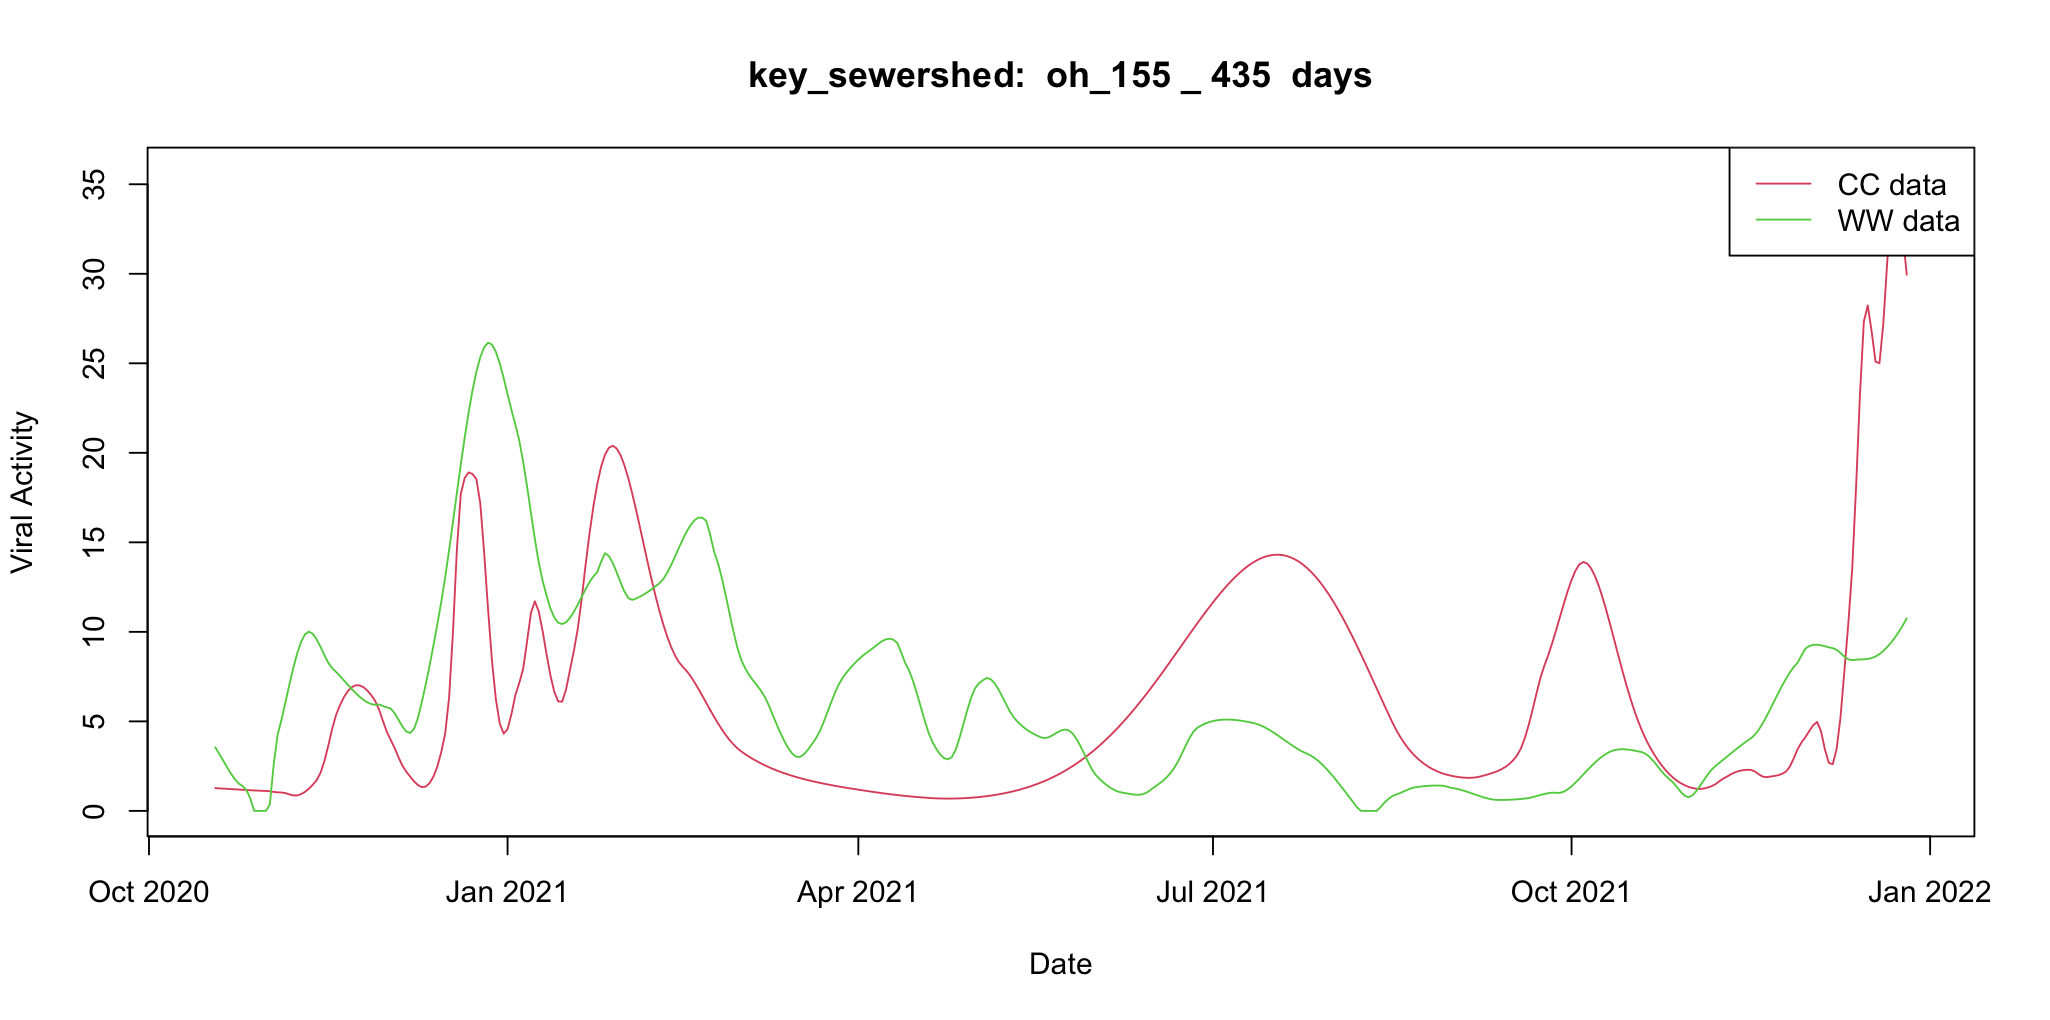 key_sewershed:  oh_155 _ 435  days
35
30
25
20
15
10
5
0
Viral Activity
CC data
WW data
Oct 2020
Jan 2021
Apr 2021
Jul 2021
Oct 2021
Jan 2022
Date